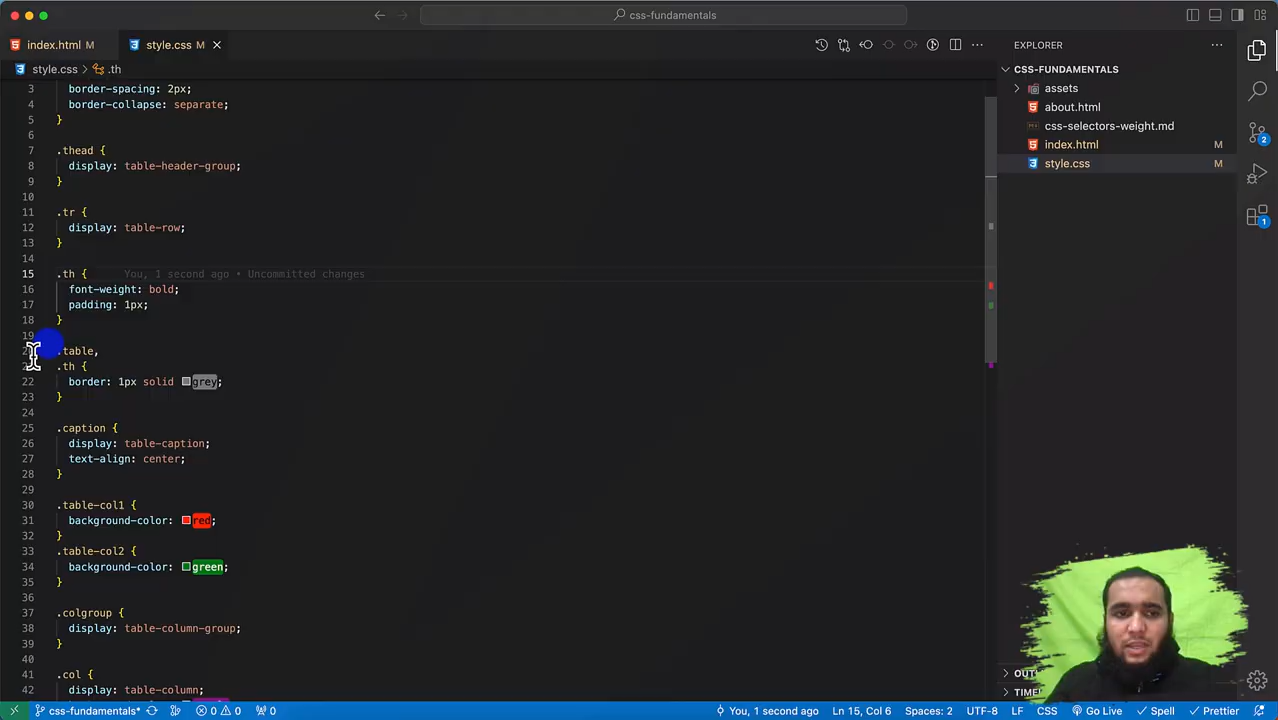 css-fundamentals
index.html M
style.css M
EXPLORER
style.css > .th
CSS-FUNDAMENTALS
assets
about.html
css-selectors-weight.md
index.html M
style.css M
3 border-spacing: 2px;
4 border-collapse: separate;
5 }
6
7 .thead {
8 display: table-header-group;
9 }
10
11 .tr {
12 display: table-row;
13 }
14
15 .th { You, 1 second ago • Uncommitted changes
16 font-weight: bold;
17 padding: 1px;
18 }
19
.table,
.th {
22 border: 1px solid grey;
23 }
24
25 .caption {
26 display: table-caption;
27 text-align: center;
28 }
29
30 .table-col1 {
31 background-color: red;
32 }
33 .table-col2 {
34 background-color: green;
35 }
36
37 .colgroup {
38 display: table-column-group;
39 }
40
41 .col {
42 display: table-column;
2
1
css-fundamentals* 0 0 0 You, 1 second ago Ln 15, Col 6 Spaces: 2 UTF-8 LF CSS Go Live Spell Prettier